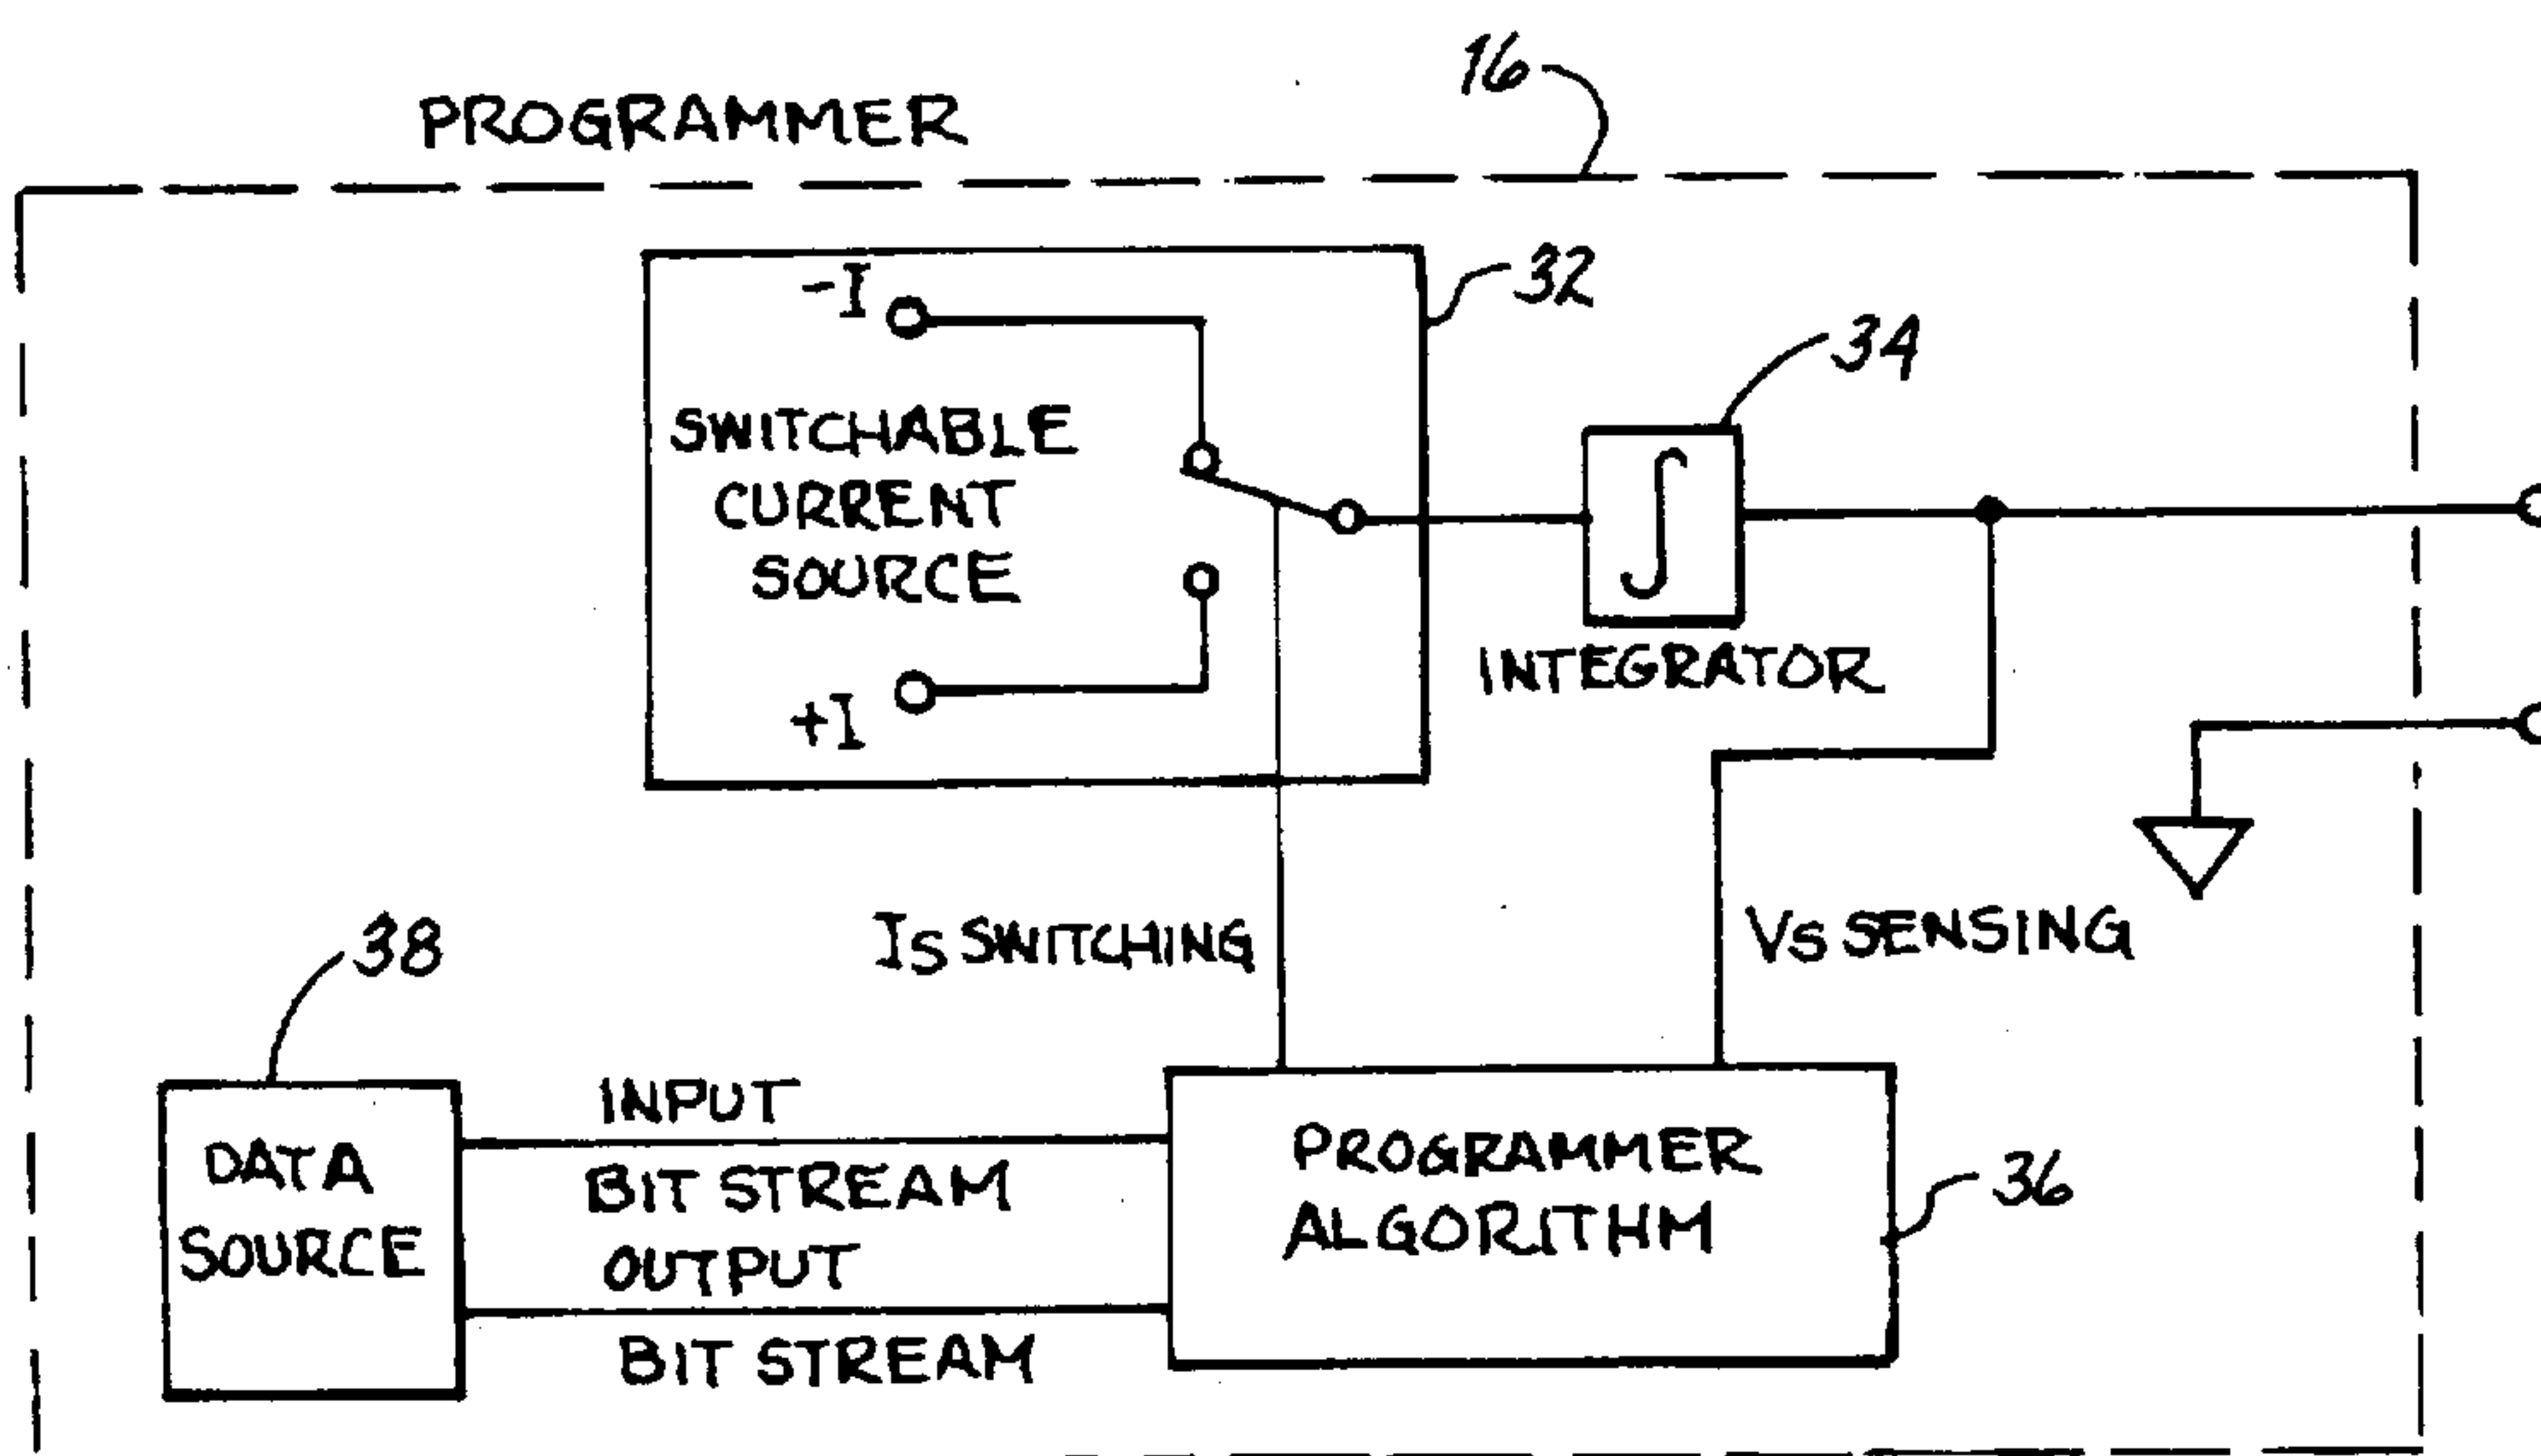 PROGRAMMER
16
-I
32
34
SWITCHABLE
CURRENT
SOURCE
INTEGRATOR
+I
IS SWITCHING
VS SENSING
38
DATA
SOURCE
INPUT
BIT STREAM
OUTPUT
BIT STREAM
PROGRAMMER
ALGORITHM
36